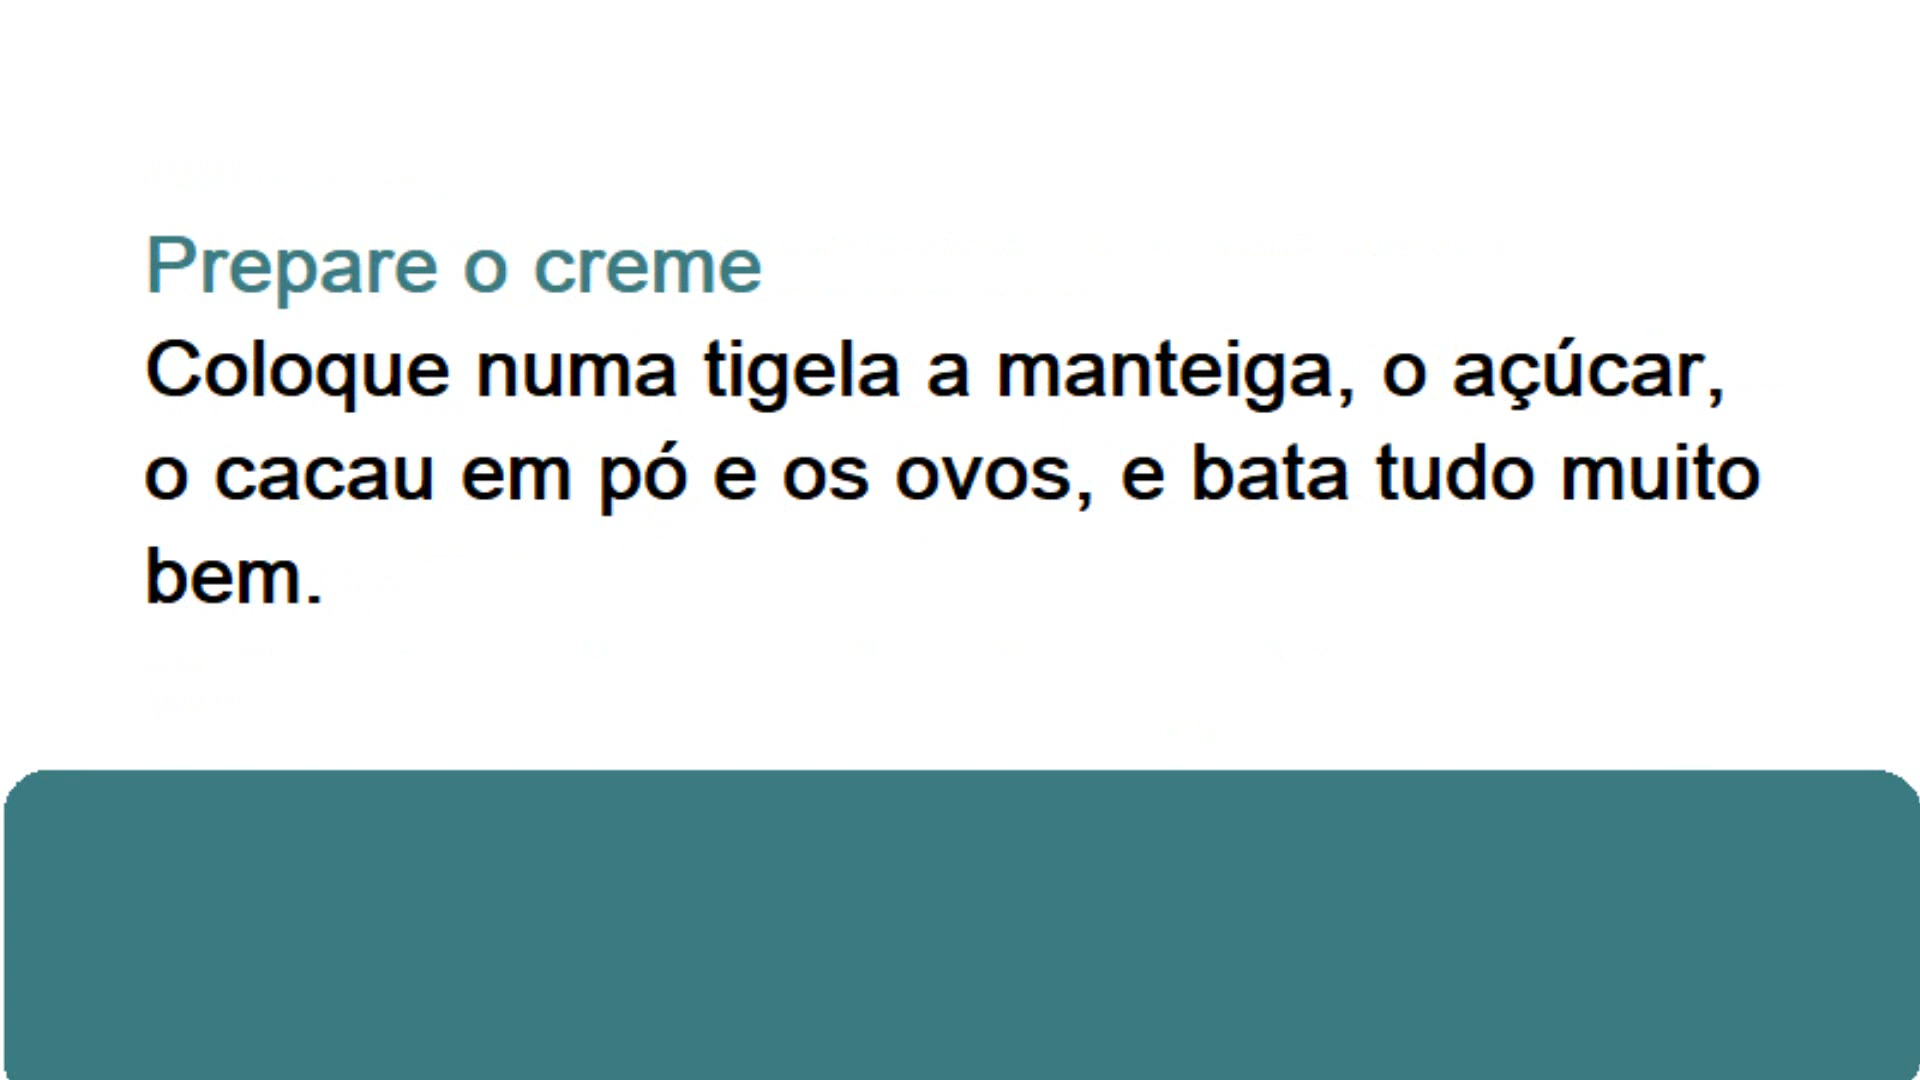 Prepare o creme
Coloque numa tigela a manteiga, o açúcar,
o cacau em pó e os ovos, e bata tudo muito
bem.